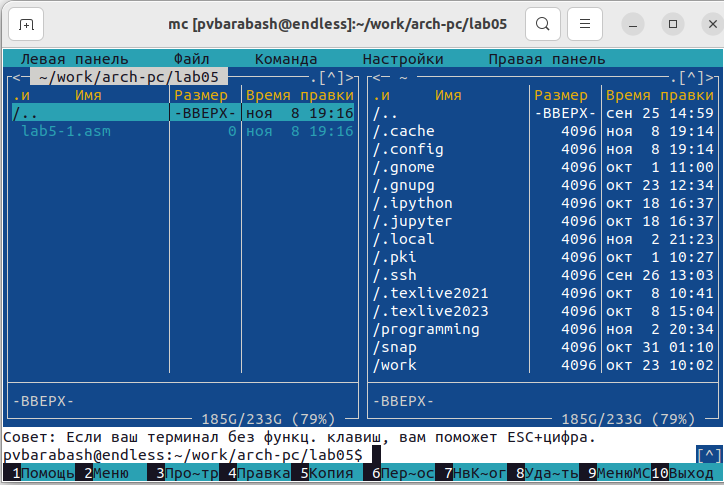 mc [pvbarabash@endless]:~/work/arch-pc/lab05
Левая панель Файл Команда Настройки Правая панель
<─ ~/work/arch-pc/lab05 ─.[^]>
.и Имя Размер Время правки
/.. -ВВЕРХ- ноя 8 19:16
lab5-1.asm 0 ноя 8 19:16
-ВВЕРХ-
185G/233G (79%)
<─ ~ ─.[^]>
.и Имя Размер Время правки
/.. -ВВЕРХ- сен 25 14:59
/.cache 4096 ноя 8 19:14
/.config 4096 ноя 8 19:14
/.gnome 4096 окт 1 11:00
/.gnupg 4096 окт 23 12:34
/.ipython 4096 окт 18 16:37
/.jupyter 4096 окт 18 16:37
/.local 4096 ноя 2 21:23
/.pki 4096 окт 1 10:27
/.ssh 4096 сен 26 13:03
/.texlive2021 4096 окт 8 10:41
/.texlive2023 4096 окт 8 15:04
/programming 4096 ноя 2 20:34
/snap 4096 окт 31 01:10
/work 4096 окт 23 10:02
-ВВЕРХ-
185G/233G (79%)
Совет: Если ваш терминал без функц. клавиш, вам поможет ESC+цифра.
pvbarabash@endless:~/work/arch-pc/lab05$ [^]
1Помощь 2Меню 3Про~тр 4Правка 5Копия 6Пер~ос 7НвК~ог 8Уда~ть 9МенюMC 10Выход